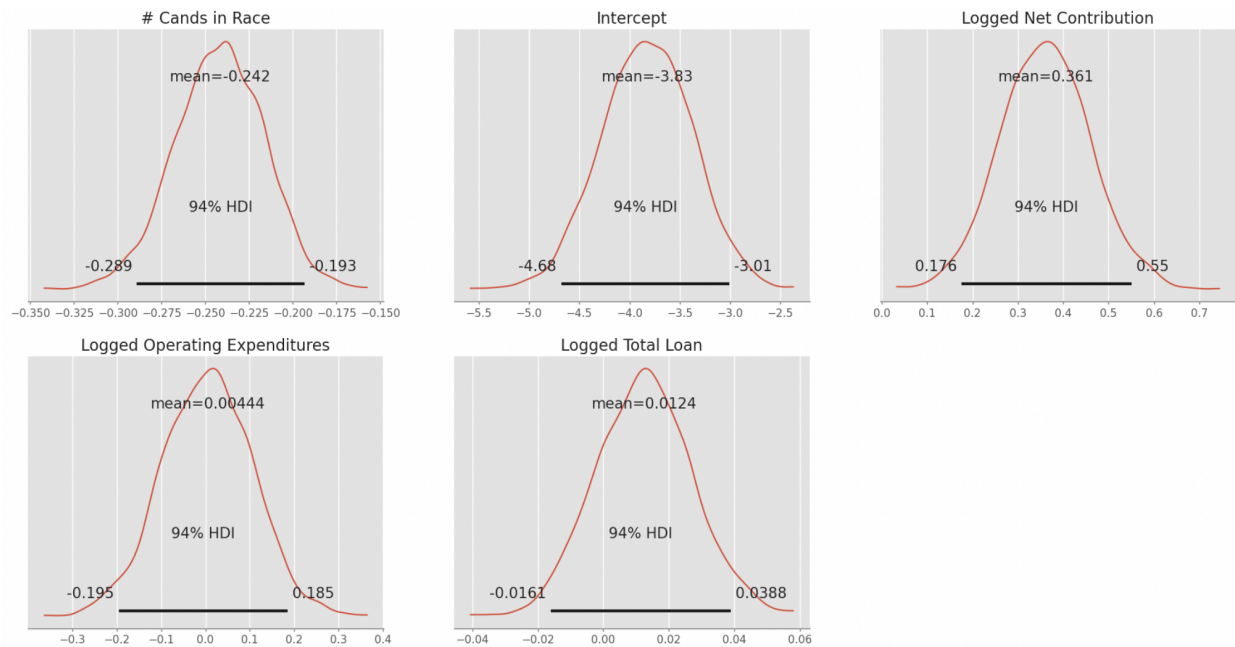 # Cands in Race
mean=-0.242
94% HDI
-0.289
-0.193
−0.350 −0.325 −0.300 −0.275 −0.250 −0.225 −0.200 −0.175 −0.150
Intercept
mean=-3.83
94% HDI
-4.68
-3.01
−5.5 −5.0 −4.5 −4.0 −3.5 −3.0 −2.5
Logged Net Contribution
mean=0.361
94% HDI
0.176
0.55
0.0 0.1 0.2 0.3 0.4 0.5 0.6 0.7
Logged Operating Expenditures
mean=0.00444
94% HDI
-0.195
0.185
−0.3 −0.2 −0.1 0.0 0.1 0.2 0.3 0.4
Logged Total Loan
mean=0.0124
94% HDI
-0.0161
0.0388
−0.04 −0.02 0.00 0.02 0.04 0.06